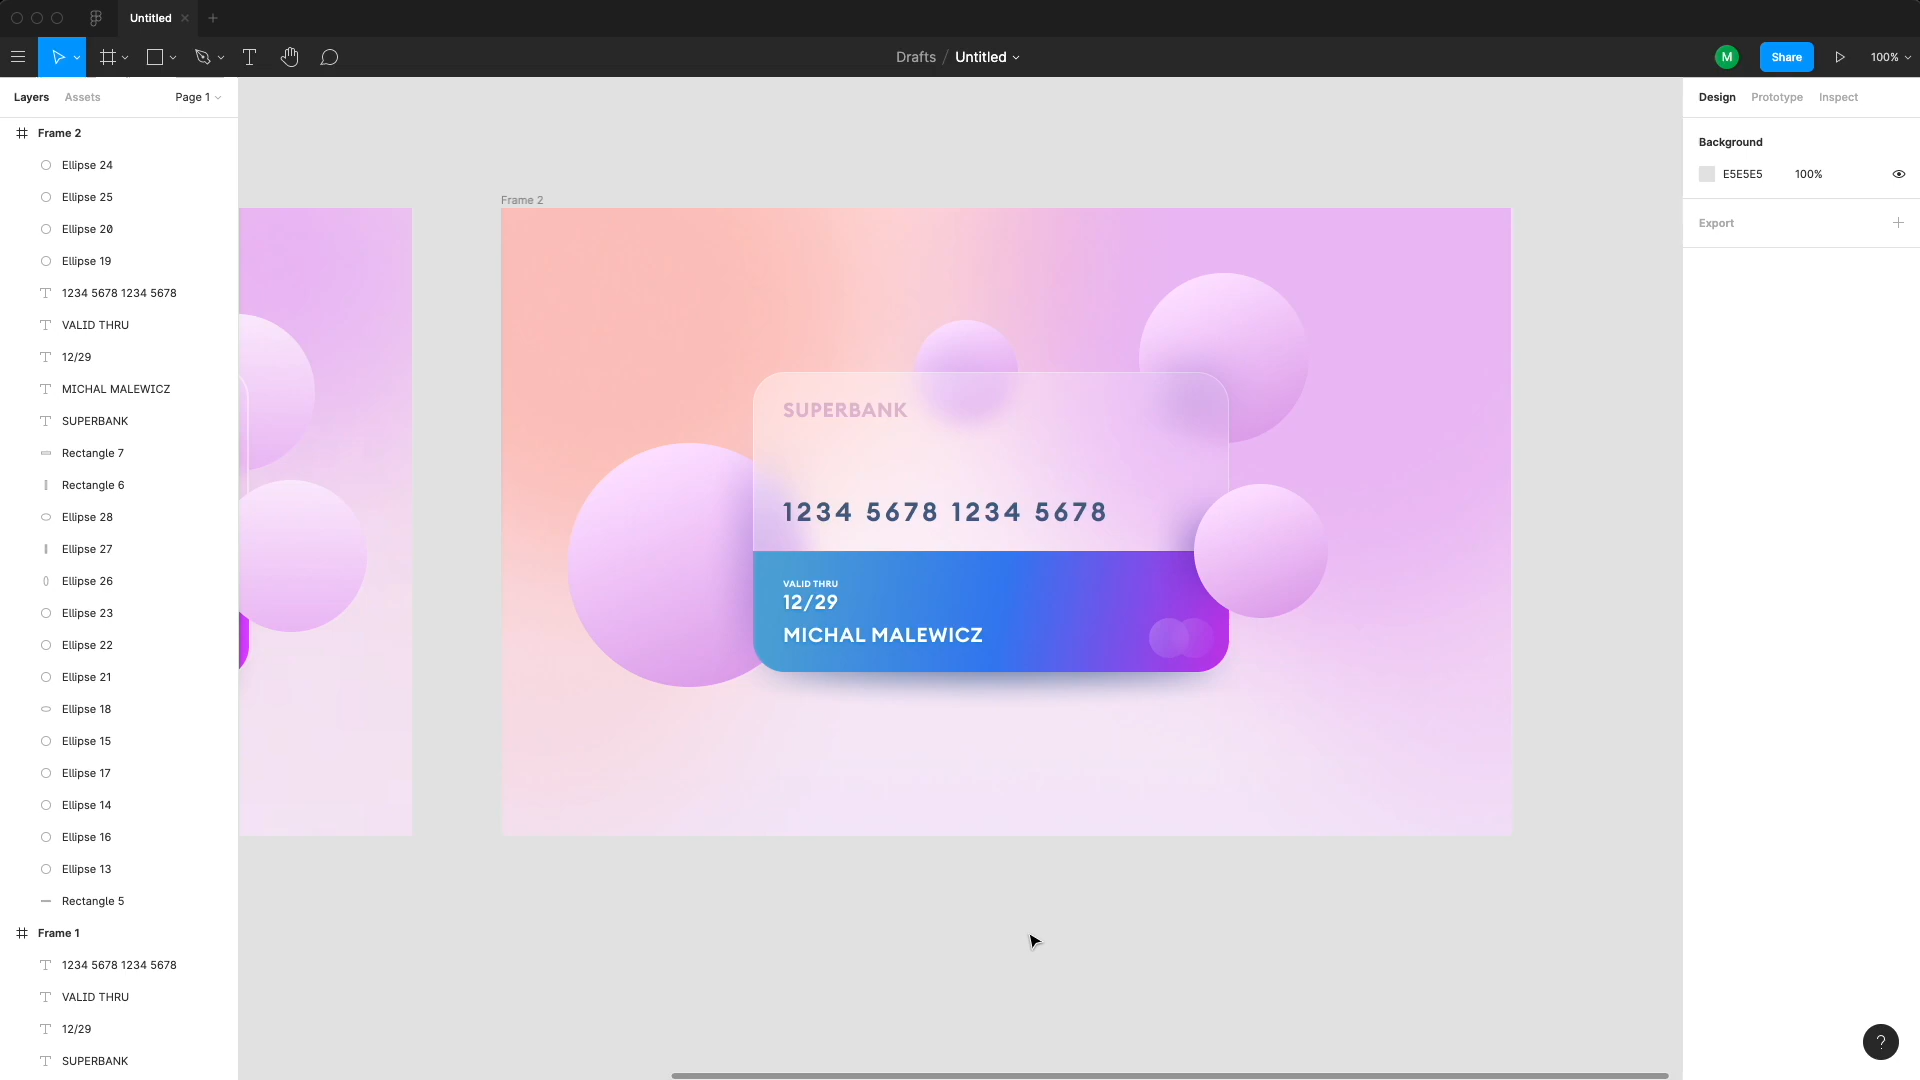 Untitled
Drafts / Untitled
M
Share
100%
Layers
Assets
Page 1
Frame 2
Ellipse 24
Ellipse 25
Ellipse 20
Ellipse 19
1234 5678 1234 5678
VALID THRU
12/29
MICHAL MALEWICZ
SUPERBANK
Rectangle 7
Rectangle 6
Ellipse 28
Ellipse 27
Ellipse 26
Ellipse 23
Ellipse 22
Ellipse 21
Ellipse 18
Ellipse 15
Ellipse 17
Ellipse 14
Ellipse 16
Ellipse 13
Rectangle 5
Frame 1
1234 5678 1234 5678
VALID THRU
12/29
SUPERBANK
Frame 2
SUPERBANK
1234 5678 1234 5678
VALID THRU
12/29
MICHAL MALEWICZ
Design
Prototype
Inspect
Background
E5E5E5
100%
Export
?